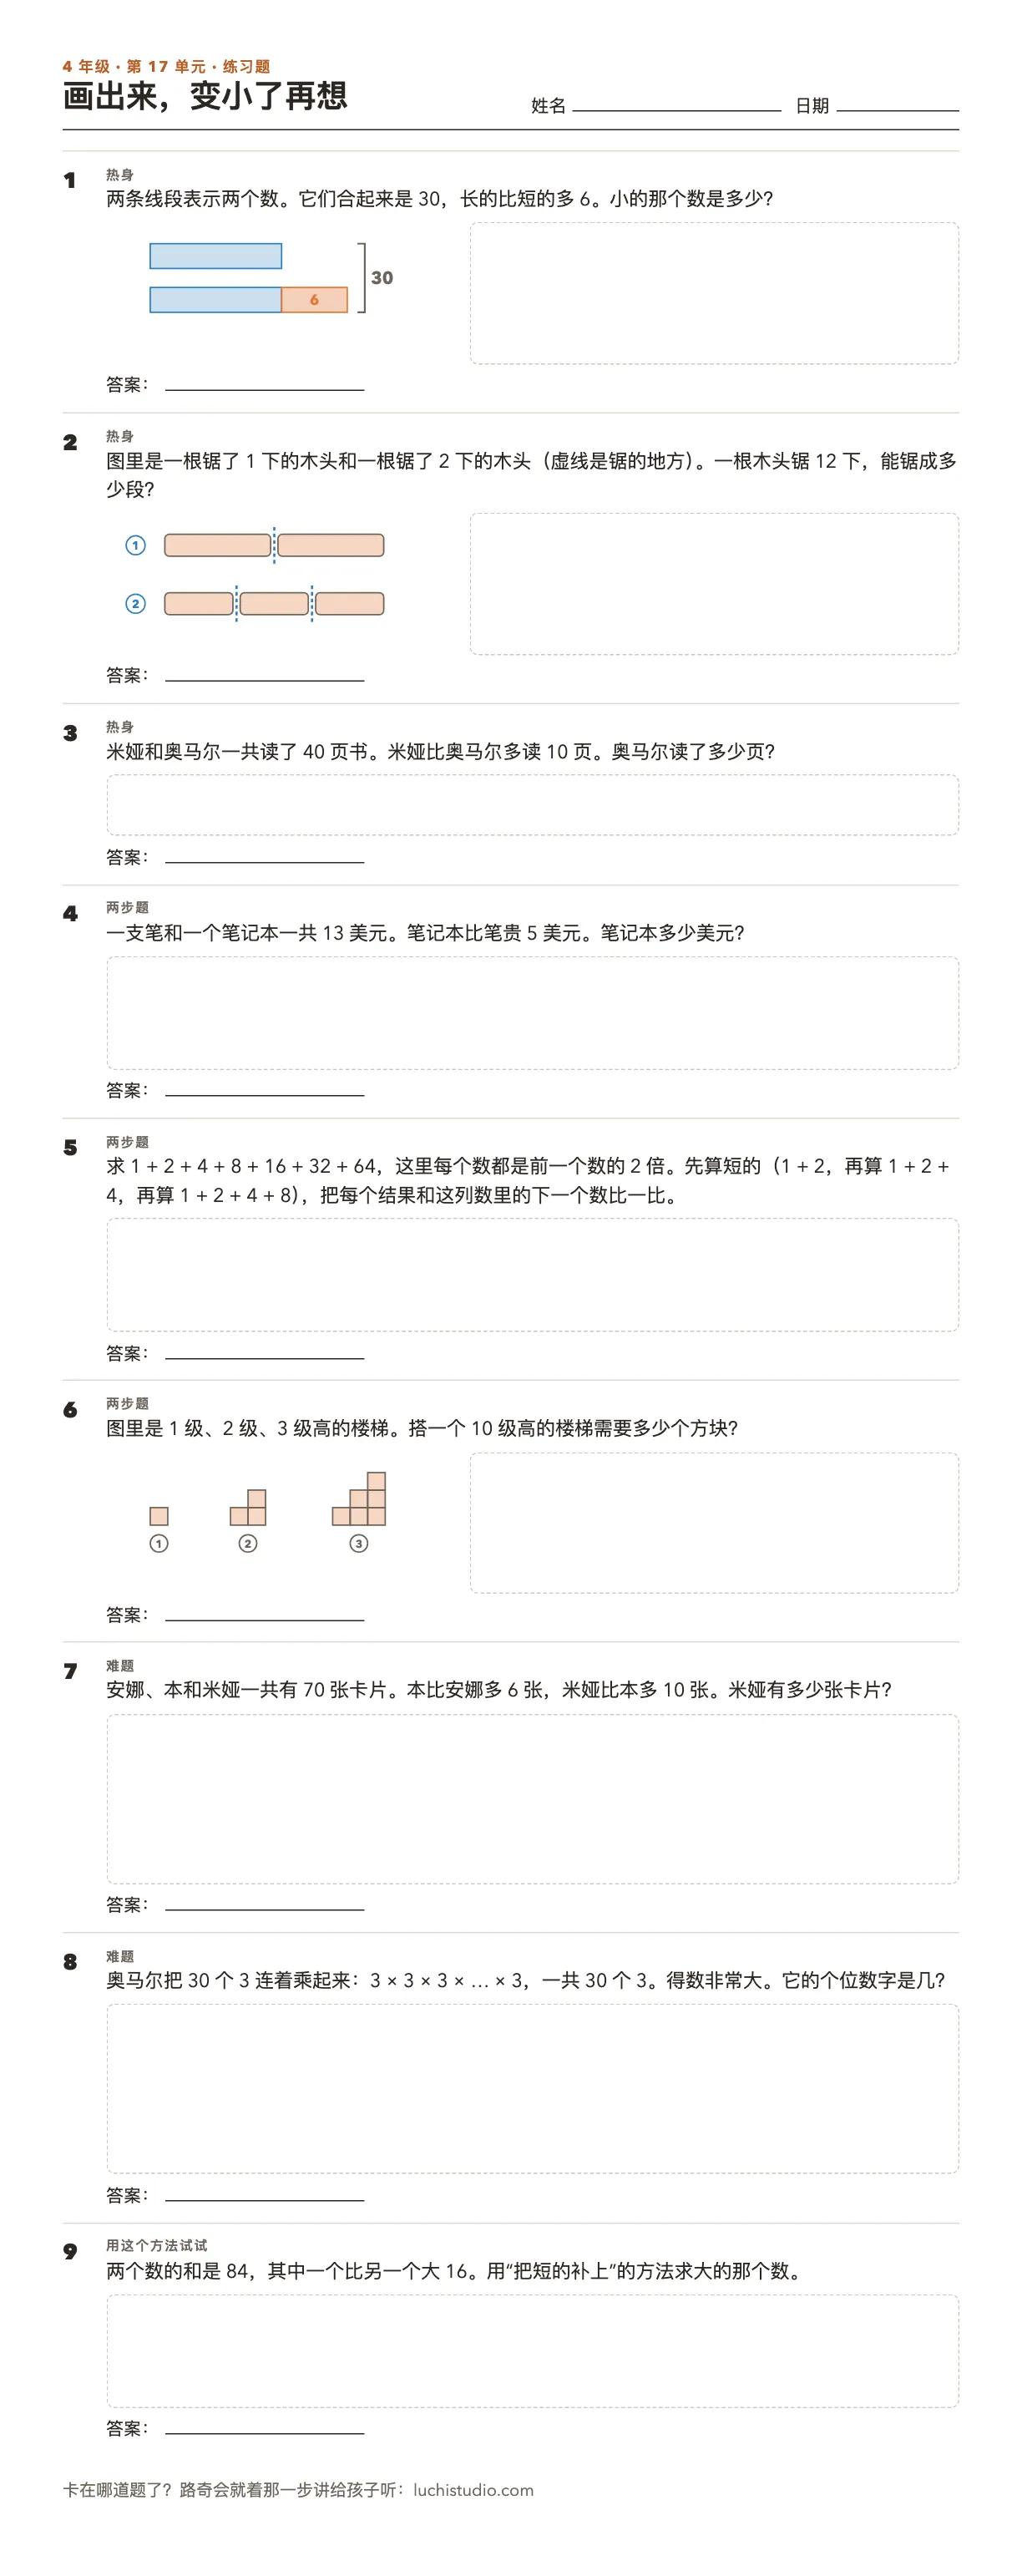 4 年级 · 第 17 单元 · 练习题
画出来，变小了再想
姓名
日期
1
热身
两条线段表示两个数。它们合起来是 30，长的比短的多 6。小的那个数是多少？
6
30
答案：
2
热身
图里是一根锯了 1 下的木头和一根锯了 2 下的木头（虚线是锯的地方）。一根木头锯 12 下，能锯成多
少段？
1
2
答案：
3
热身
米娅和奥马尔一共读了 40 页书。米娅比奥马尔多读 10 页。奥马尔读了多少页？
答案：
4
两步题
一支笔和一个笔记本一共 13 美元。笔记本比笔贵 5 美元。笔记本多少美元？
答案：
5
两步题
求 1 + 2 + 4 + 8 + 16 + 32 + 64，这里每个数都是前一个数的 2 倍。先算短的（1 + 2，再算 1 + 2 +
4，再算 1 + 2 + 4 + 8），把每个结果和这列数里的下一个数比一比。
答案：
6
两步题
图里是 1 级、2 级、3 级高的楼梯。搭一个 10 级高的楼梯需要多少个方块？
1
2
3
答案：
7
难题
安娜、本和米娅一共有 70 张卡片。本比安娜多 6 张，米娅比本多 10 张。米娅有多少张卡片？
答案：
8
难题
奥马尔把 30 个 3 连着乘起来：3 × 3 × 3 × … × 3，一共 30 个 3。得数非常大。它的个位数字是几？
答案：
9
用这个方法试试
两个数的和是 84，其中一个比另一个大 16。用“把短的补上”的方法求大的那个数。
答案：
卡在哪道题了？路奇会就着那一步讲给孩子听：luchistudio.com